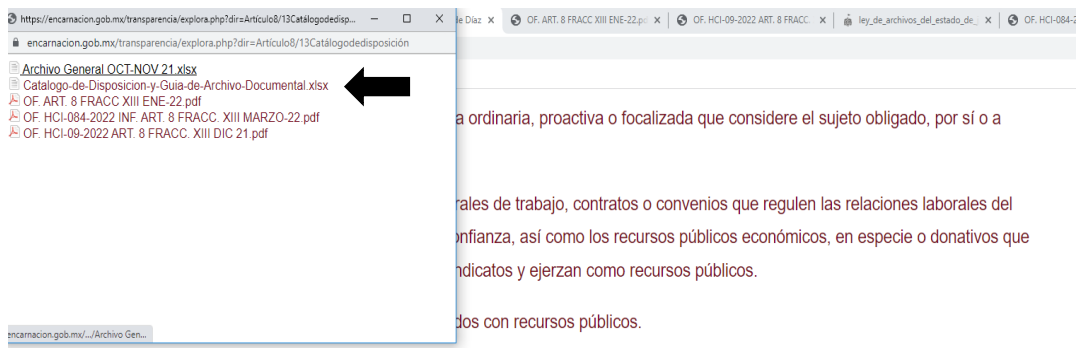 https://encarnacion.gob.mx/transparencia/explora.php?dir=Artículo8/13Catálogodedisp...
encarnacion.gob.mx/transparencia/explora.php?dir=Artículo8/13Catálogodedisposición
Archivo General OCT-NOV 21.xlsx
Catalogo-de-Disposicion-y-Guia-de-Archivo-Documental.xlsx
OF. ART. 8 FRACC XIII ENE-22.pdf
OF. HCI-084-2022 INF. ART. 8 FRACC. XIII MARZO-22.pdf
OF. HCI-09-2022 ART. 8 FRACC. XIII DIC 21.pdf
encarnacion.gob.mx/.../Archivo Gen...
de Díaz
OF. ART. 8 FRACC XIII ENE-22.pd
OF. HCI-09-2022 ART. 8 FRACC.
ley_de_archivos_del_estado_de_
OF. HCI-084-2
a ordinaria, proactiva o focalizada que considere el sujeto obligado, por sí o a
rales de trabajo, contratos o convenios que regulen las relaciones laborales del
onfianza, así como los recursos públicos económicos, en especie o donativos que
ndicatos y ejerzan como recursos públicos.
dos con recursos públicos.